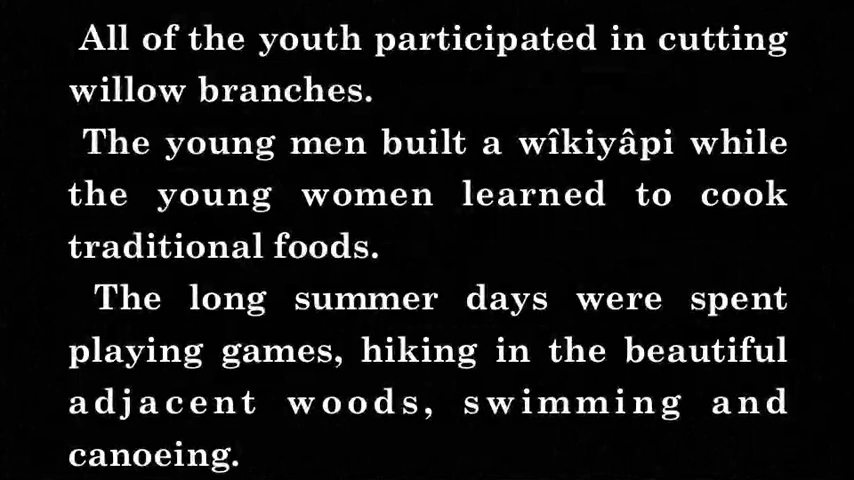 All of the youth participated in cutting
willow branches.
The young men built a wîkiyâpi while
the young women learned to cook
traditional foods.
The long summer days were spent
playing games, hiking in the beautiful
adjacent woods, swimming and
canoeing.